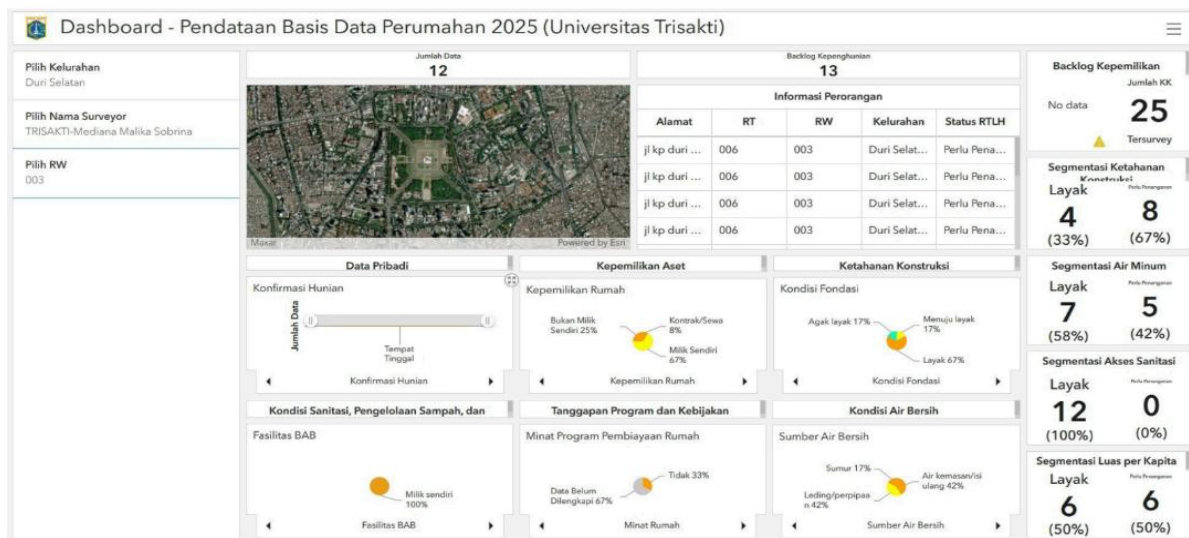 Dashboard - Pendataan Basis Data Perumahan 2025 (Universitas Trisakti)
Pilih Kelurahan
Duri Selatan
Pilih Nama Surveyor
TRISAKTI-Mediana Malika Sobrina
Pilih RW
003
Jumlah Data
12
Backlog Kepenghunian
13
Maxar
Powered by Esri
Informasi Perorangan
Alamat RT RW Kelurahan Status RTLH
jl kp duri ... 006 003 Duri Selat... Perlu Pena...
jl kp duri ... 006 003 Duri Selat... Perlu Pena...
jl kp duri ... 006 003 Duri Selat... Perlu Pena...
jl kp duri ... 006 003 Duri Selat... Perlu Pena...
Backlog Kepemilikan
No data
Jumlah KK
25
Tersurvey
Segmentasi Ketahanan
Konstruksi
Layak
4
(33%)
Perlu Penanganan
8
(67%)
Segmentasi Air Minum
Layak
7
(58%)
Perlu Penanganan
5
(42%)
Segmentasi Akses Sanitasi
Layak
12
(100%)
Perlu Penanganan
0
(0%)
Segmentasi Luas per Kapita
Layak
6
(50%)
Perlu Penanganan
6
(50%)
Data Pribadi
Konfirmasi Hunian
Jumlah Data
Tempat
Tinggal
Konfirmasi Hunian
Kepemilikan Aset
Kepemilikan Rumah
Bukan Milik
Sendiri 25%
Kontrak/Sewa
8%
Milik Sendiri
67%
Kepemilikan Rumah
Ketahanan Konstruksi
Kondisi Fondasi
Agak layak 17%
Menuju layak
17%
Layak 67%
Kondisi Fondasi
Kondisi Sanitasi, Pengelolaan Sampah, dan
Fasilitas BAB
Milik sendiri
100%
Fasilitas BAB
Tanggapan Program dan Kebijakan
Minat Program Pembiayaan Rumah
Tidak 33%
Data Belum
Dilengkapi 67%
Minat Rumah
Kondisi Air Bersih
Sumber Air Bersih
Sumur 17%
Air kemasan/isi
ulang 42%
Leding/perpipaa
n 42%
Sumber Air Bersih